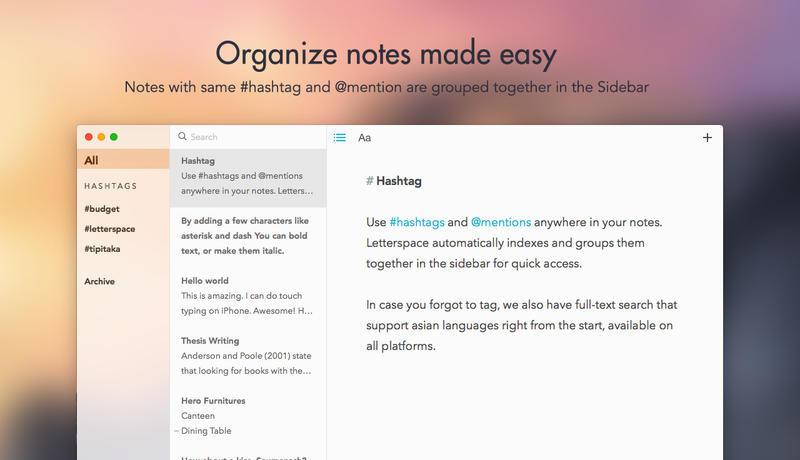 Organize notes made easy
Notes with same #hashtag and @mention are grouped together in the Sidebar
All
HASHTAGS
#budget
#letterspace
#tipitaka
Archive
Search
Hashtag
Use #hashtags and @mentions
anywhere in your notes. Letters…
By adding a few characters like
asterisk and dash You can bold
text, or make them italic.
Hello world
This is amazing. I can do touch
typing on iPhone. Awesome! H…
Thesis Writing
Anderson and Poole (2001) state
that looking for books with the…
Hero Furnitures
Canteen
– Dining Table
Aa
+
# Hashtag
Use #hashtags and @mentions anywhere in your notes.
Letterspace automatically indexes and groups them
together in the sidebar for quick access.
In case you forgot to tag, we also have full-text search that
support asian languages right from the start, available on
all platforms.